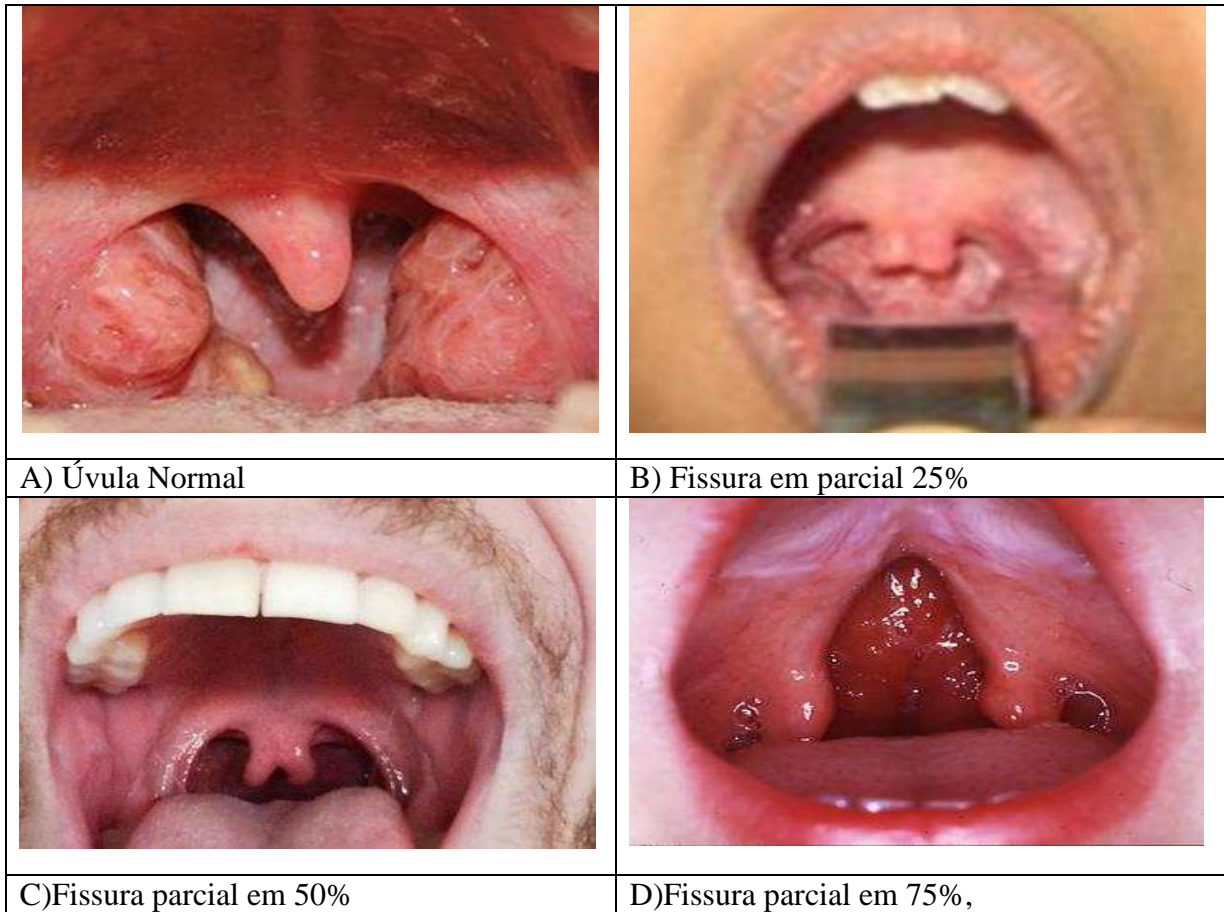 A) Úvula Normal
B) Fissura em parcial 25%
C)Fissura parcial em 50%
D)Fissura parcial em 75%,